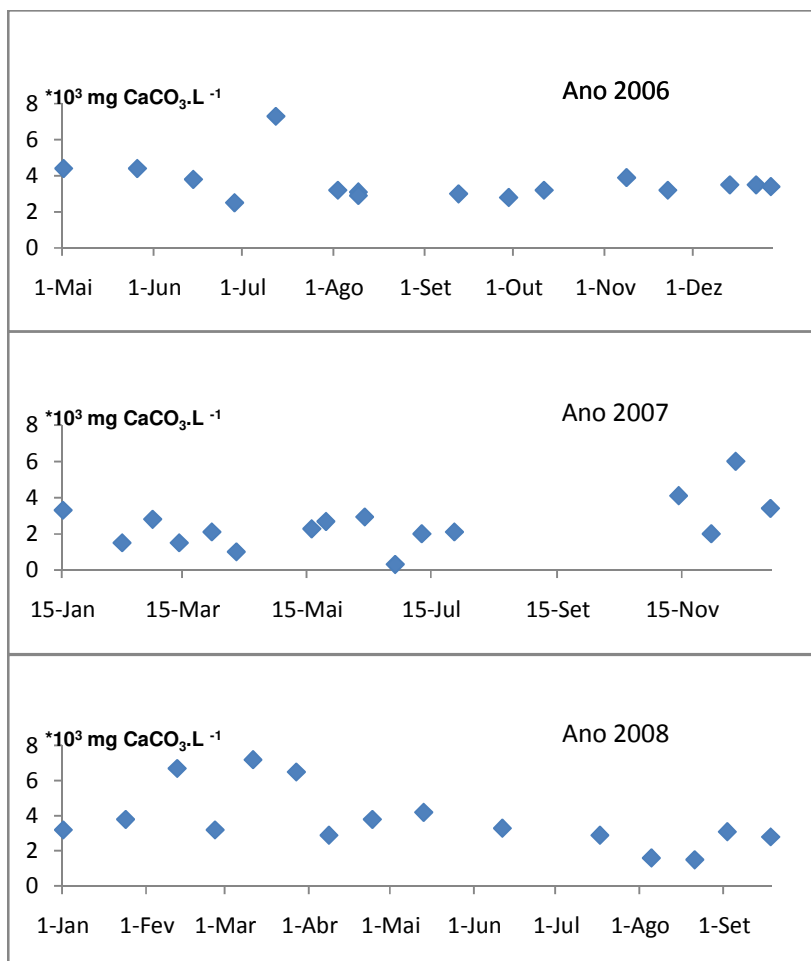 *10³ mg CaCO₃.L ⁻¹
Ano 2006
8
6
4
2
0
1-Mai 1-Jun 1-Jul 1-Ago 1-Set 1-Out 1-Nov 1-Dez
*10³ mg CaCO₃.L ⁻¹
Ano 2007
8
6
4
2
0
15-Jan 15-Mar 15-Mai 15-Jul 15-Set 15-Nov
*10³ mg CaCO₃.L ⁻¹
Ano 2008
8
6
4
2
0
1-Jan 1-Fev 1-Mar 1-Abr 1-Mai 1-Jun 1-Jul 1-Ago 1-Set